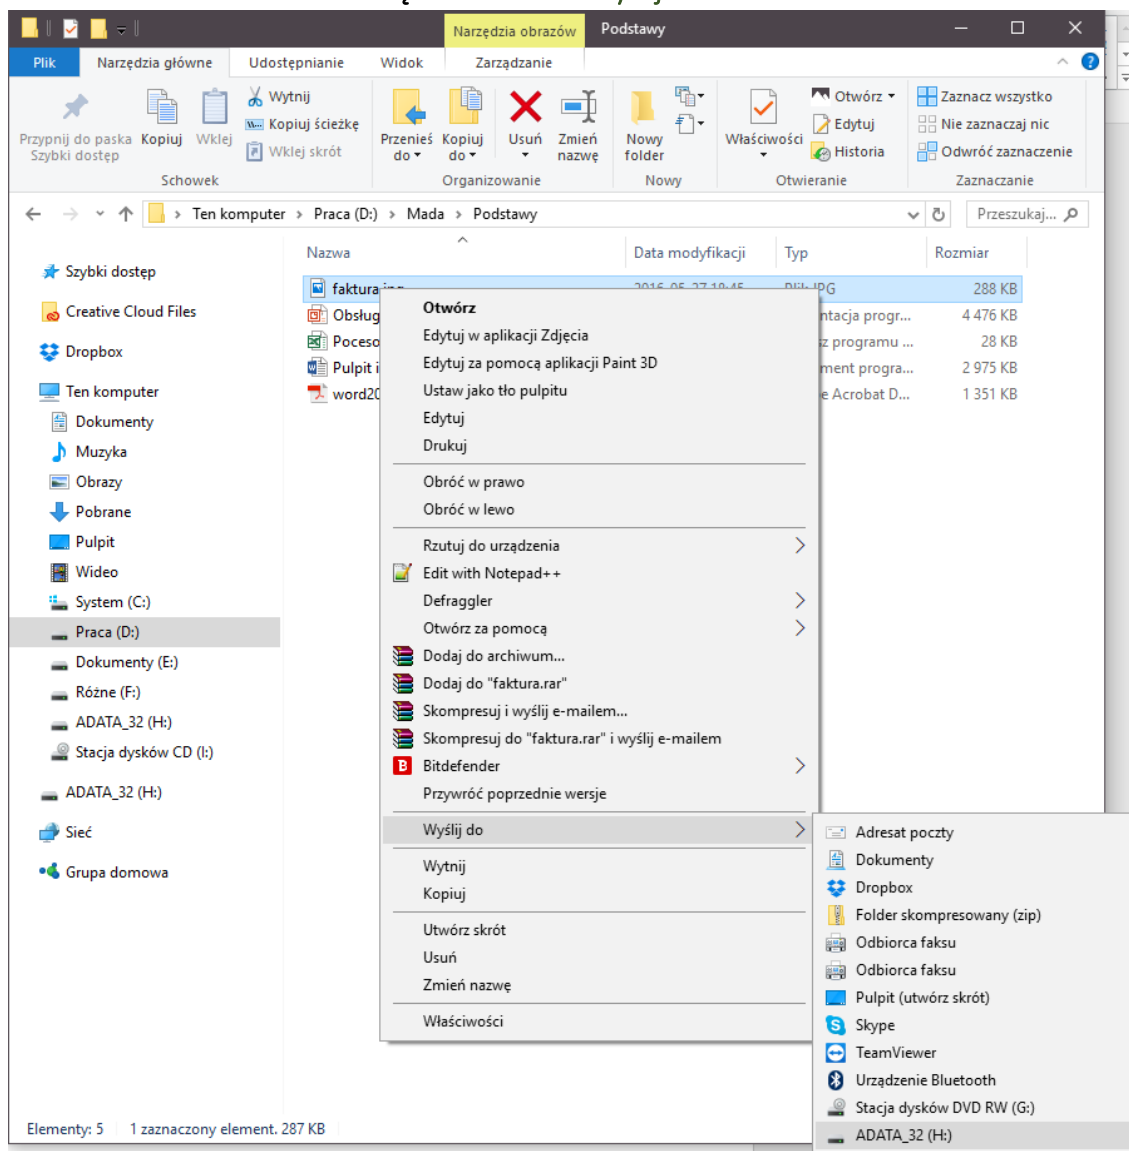 Narzędzia obrazów
Podstawy
Plik
Narzędzia główne
Udostępnianie
Widok
Zarządzanie
Przypnij do paska
Szybki dostęp
Kopiuj
Wklej
Wytnij
Kopiuj ścieżkę
Wklej skrót
Schowek
Przenieś
do
Kopiuj
do
Usuń
Zmień
nazwę
Organizowanie
Nowy
folder
Nowy
Właściwości
Otwórz
Edytuj
Historia
Otwieranie
Zaznacz wszystko
Nie zaznaczaj nic
Odwróć zaznaczenie
Zaznaczanie
Ten komputer > Praca (D:) > Mada > Podstawy
Przeszukaj...
Nazwa
Data modyfikacji
Typ
Rozmiar
288 KB
Obsług
ntacja progr...
4 476 KB
Poceso
z programu ...
28 KB
Pulpit i
ment progra...
2 975 KB
word20
e Acrobat D...
1 351 KB
Szybki dostęp
Creative Cloud Files
Dropbox
Ten komputer
Dokumenty
Muzyka
Obrazy
Pobrane
Pulpit
Wideo
System (C:)
Praca (D:)
Dokumenty (E:)
Różne (F:)
ADATA_32 (H:)
Stacja dysków CD (I:)
ADATA_32 (H:)
Sieć
Grupa domowa
Otwórz
Edytuj w aplikacji Zdjęcia
Edytuj za pomocą aplikacji Paint 3D
Ustaw jako tło pulpitu
Edytuj
Drukuj
Obróć w prawo
Obróć w lewo
Rzutuj do urządzenia
Edit with Notepad++
Defraggler
Otwórz za pomocą
Dodaj do archiwum...
Dodaj do "faktura.rar"
Skompresuj i wyślij e-mailem...
Skompresuj do "faktura.rar" i wyślij e-mailem
Bitdefender
Przywróć poprzednie wersje
Wyślij do
Wytnij
Kopiuj
Utwórz skrót
Usuń
Zmień nazwę
Właściwości
Adresat poczty
Dokumenty
Dropbox
Folder skompresowany (zip)
Odbiorca faksu
Odbiorca faksu
Pulpit (utwórz skrót)
Skype
TeamViewer
Urządzenie Bluetooth
Stacja dysków DVD RW (G:)
ADATA_32 (H:)
Elementy: 5
1 zaznaczony element. 287 KB